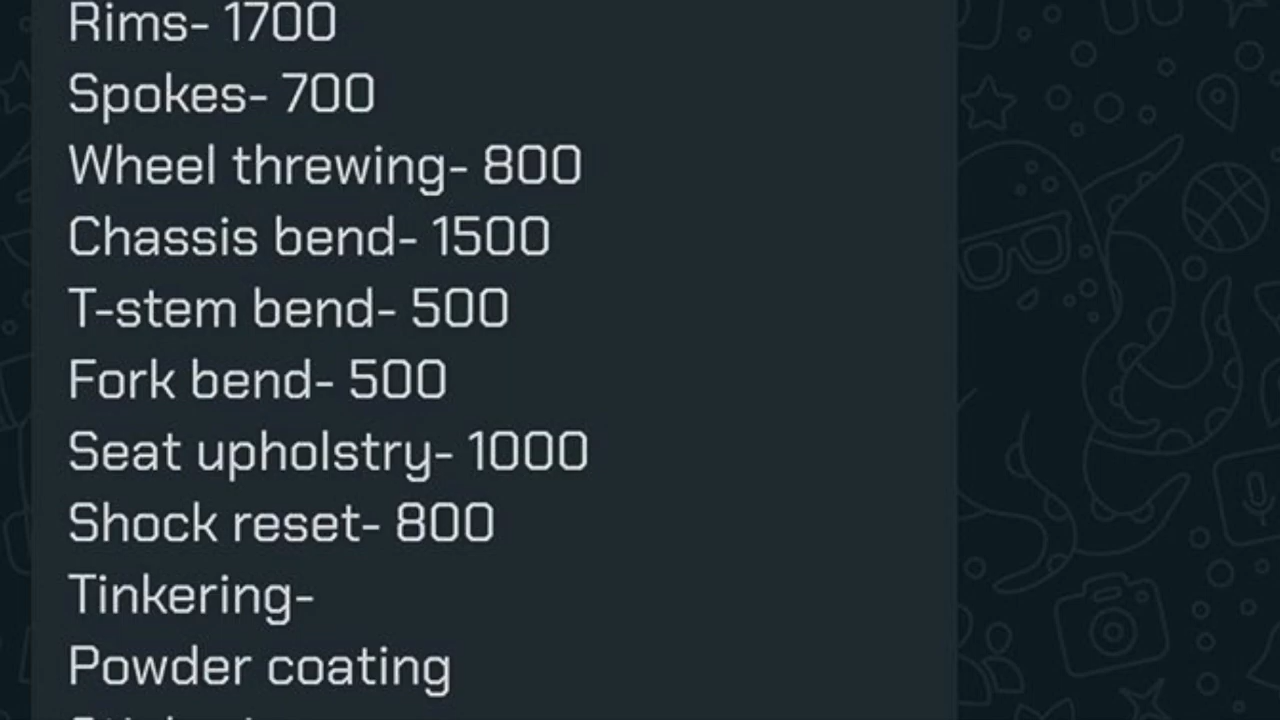 Rims- 1700
Spokes- 700
Wheel threwing- 800
Chassis bend- 1500
T-stem bend- 500
Fork bend- 500
Seat upholstry- 1000
Shock reset- 800
Tinkering-
Powder coating